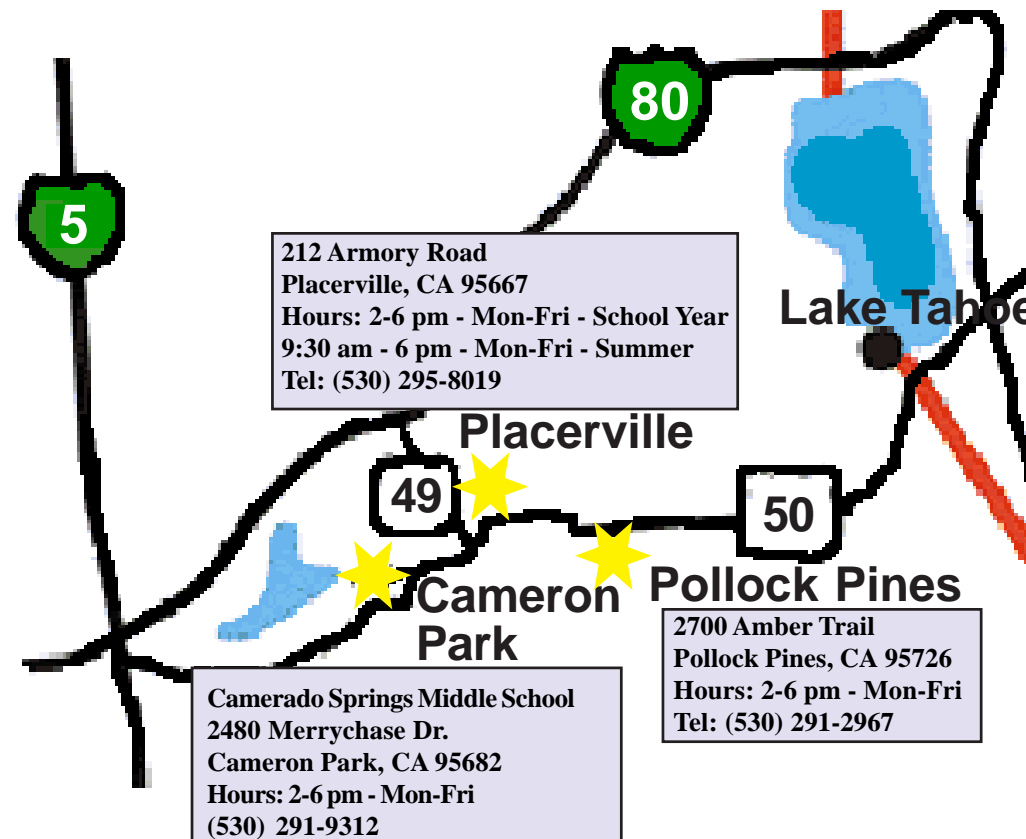 80
5
212 Armory Road
Placerville, CA 95667
Hours: 2-6 pm - Mon-Fri - School Year
9:30 am - 6 pm - Mon-Fri - Summer
Tel: (530) 295-8019
Lake Tahoe
Placerville
49
50
Cameron
Park
Pollock Pines
2700 Amber Trail
Pollock Pines, CA 95726
Hours: 2-6 pm - Mon-Fri
Tel: (530) 291-2967
Camerado Springs Middle School
2480 Merrychase Dr.
Cameron Park, CA 95682
Hours: 2-6 pm - Mon-Fri
(530) 291-9312